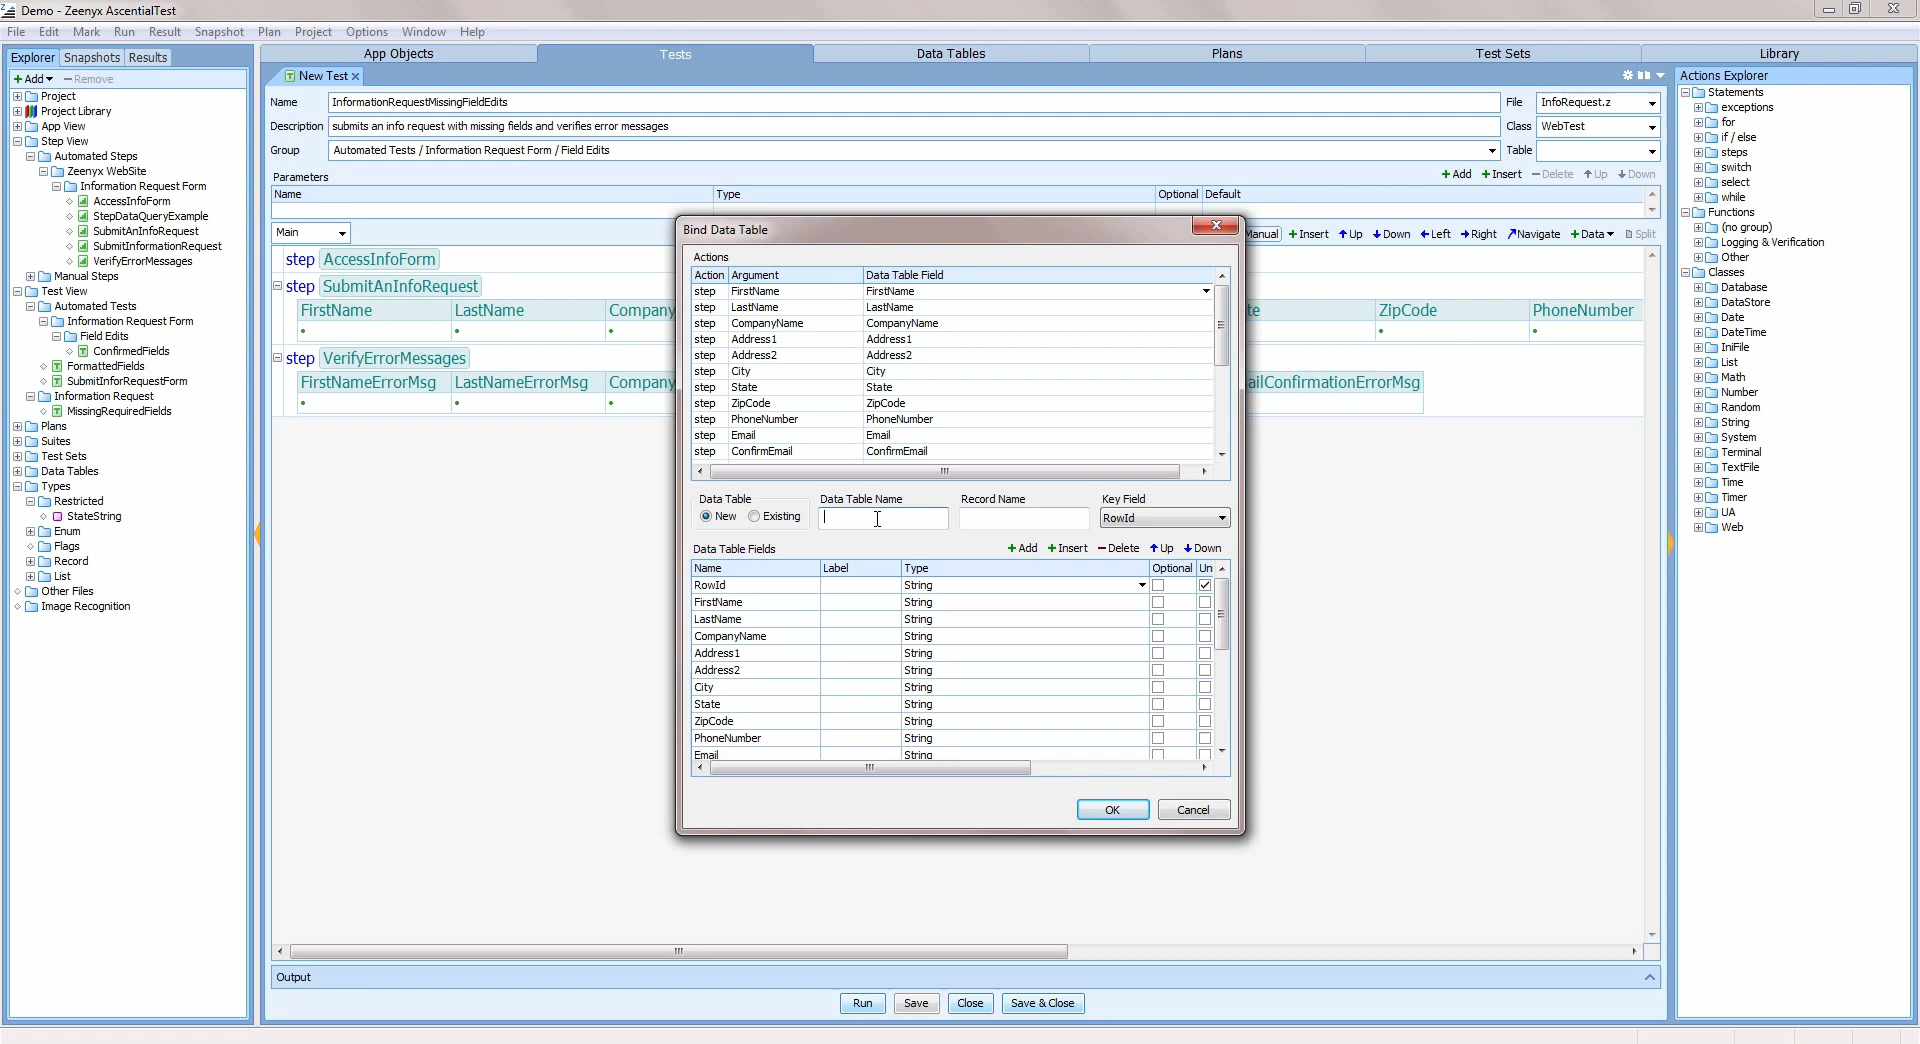 Demo - Zeenyx AscentialTest
File Edit Mark Run Result Snapshot Plan Project Options Window Help
Explorer Snapshots Results
Add Remove
Project
Project Library
App View
Step View
Automated Steps
Zeenyx WebSite
Information Request Form
AccessInfoForm
StepDataQueryExample
SubmitAnInfoRequest
SubmitInformationRequest
VerifyErrorMessages
Manual Steps
Test View
Automated Tests
Information Request Form
Field Edits
ConfirmedFields
FormattedFields
SubmitInforRequestForm
Information Request
MissingRequiredFields
Plans
Suites
Test Sets
Data Tables
Types
Restricted
StateString
Enum
Flags
Record
List
Other Files
Image Recognition
App Objects Tests Data Tables Plans Test Sets Library
New Test
Name InformationRequestMissingFieldEdits File InfoRequest.z
Description submits an info request with missing fields and verifies error messages Class WebTest
Group Automated Tests / Information Request Form / Field Edits Table
Parameters Add Insert Delete Up Down
Name Type Optional Default
Main Manual Insert Up Down Left Right Navigate Data Split
step AccessInfoForm
step SubmitAnInfoRequest
FirstName LastName Company te ZipCode PhoneNumber
step VerifyErrorMessages
FirstNameErrorMsg LastNameErrorMsg Company ailConfirmationErrorMsg
Bind Data Table
Actions
Action Argument Data Table Field
step FirstName FirstName
step LastName LastName
step CompanyName CompanyName
step Address1 Address1
step Address2 Address2
step City City
step State State
step ZipCode ZipCode
step PhoneNumber PhoneNumber
step Email Email
step ConfirmEmail ConfirmEmail
Data Table Data Table Name Record Name Key Field
New Existing RowId
Data Table Fields Add Insert Delete Up Down
Name Label Type Optional Un
RowId String
FirstName String
LastName String
CompanyName String
Address1 String
Address2 String
City String
State String
ZipCode String
PhoneNumber String
Email String
OK Cancel
Output
Run Save Close Save & Close
Actions Explorer
Statements
exceptions
for
if / else
steps
switch
select
while
Functions
(no group)
Logging & Verification
Other
Classes
Database
DataStore
Date
DateTime
IniFile
List
Math
Number
Random
String
System
Terminal
TextFile
Time
Timer
UA
Web